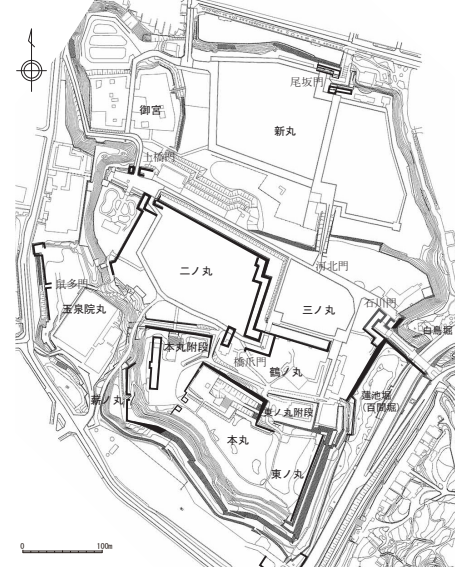 尾坂門
御宮
新丸
土橋門
河北門
二ノ丸
鼠多門
石川門
三ノ丸
玉泉院丸
白鳥堀
本丸附段
橋爪門
鶴ノ丸
薪ノ丸
蓮池堀
(百間堀)
東ノ丸附段
本丸
東ノ丸
0 100m